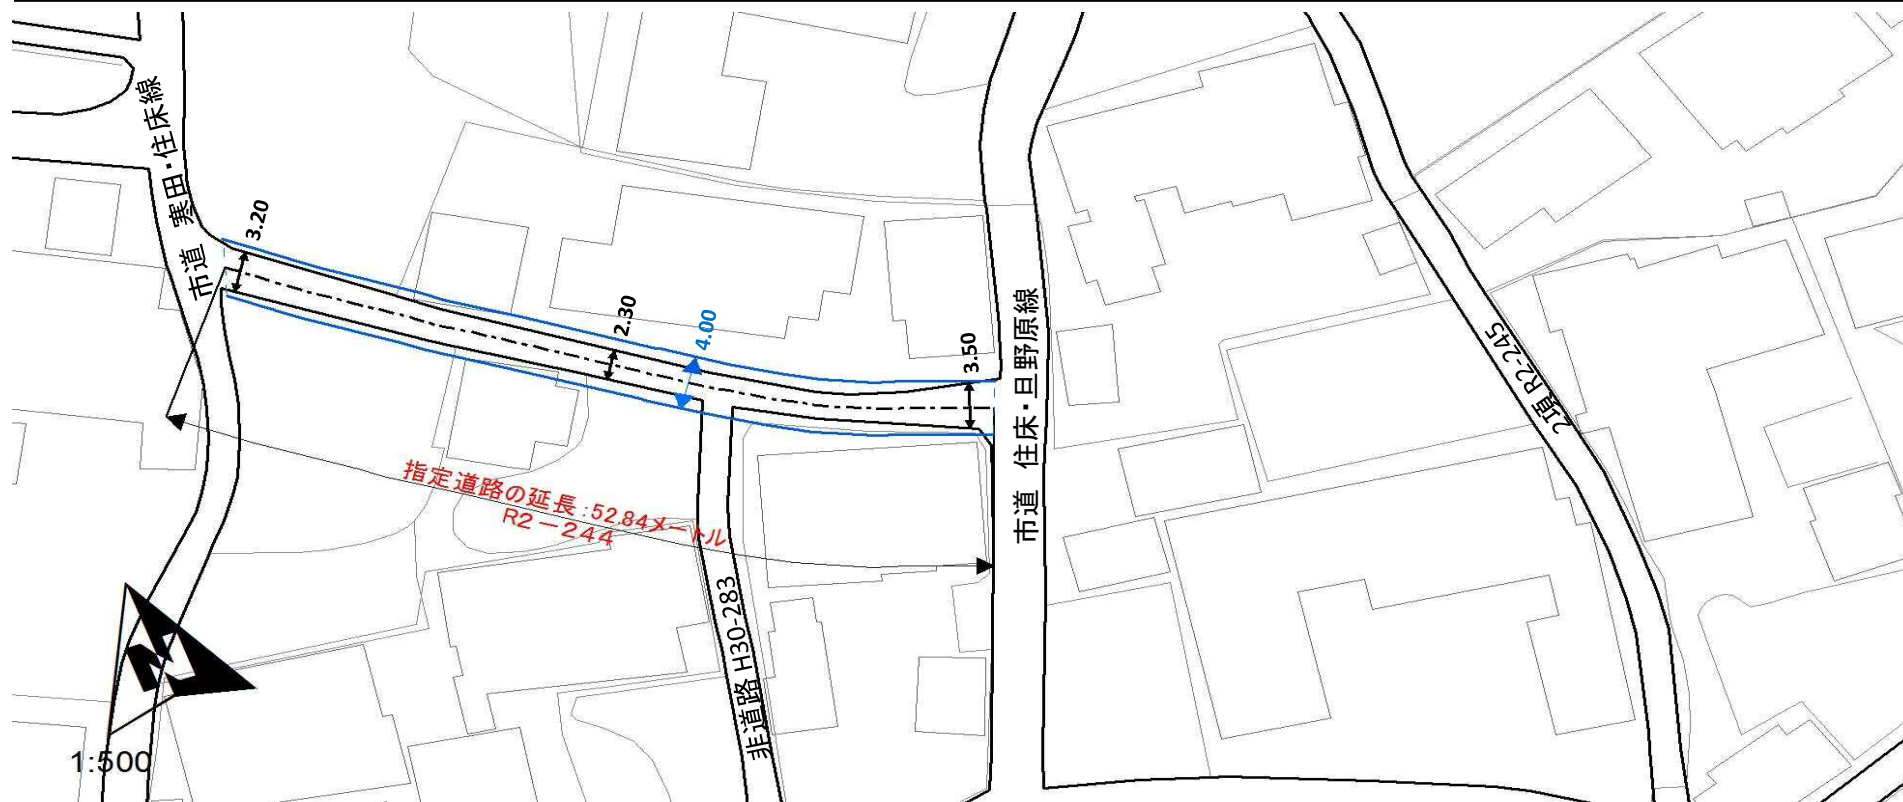 市道 寒田・住床線
3.20
2.30
4.00
3.50
市道 住床・旦野原線
2項 R2-245
指定道路の延長：52.84メートル
R2－244
非道路 H30-283
N
1:500